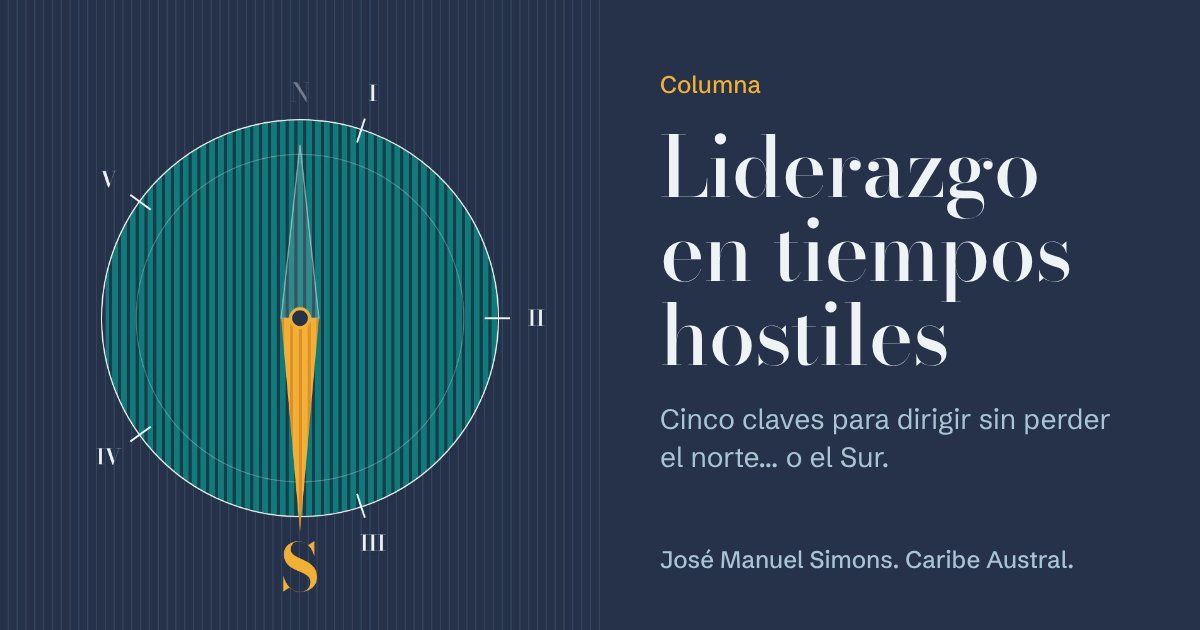 N
I
V
II
IV
III
S
Columna
Liderazgo
en tiempos
hostiles
Cinco claves para dirigir sin perder
el norte... o el Sur.
José Manuel Simons. Caribe Austral.